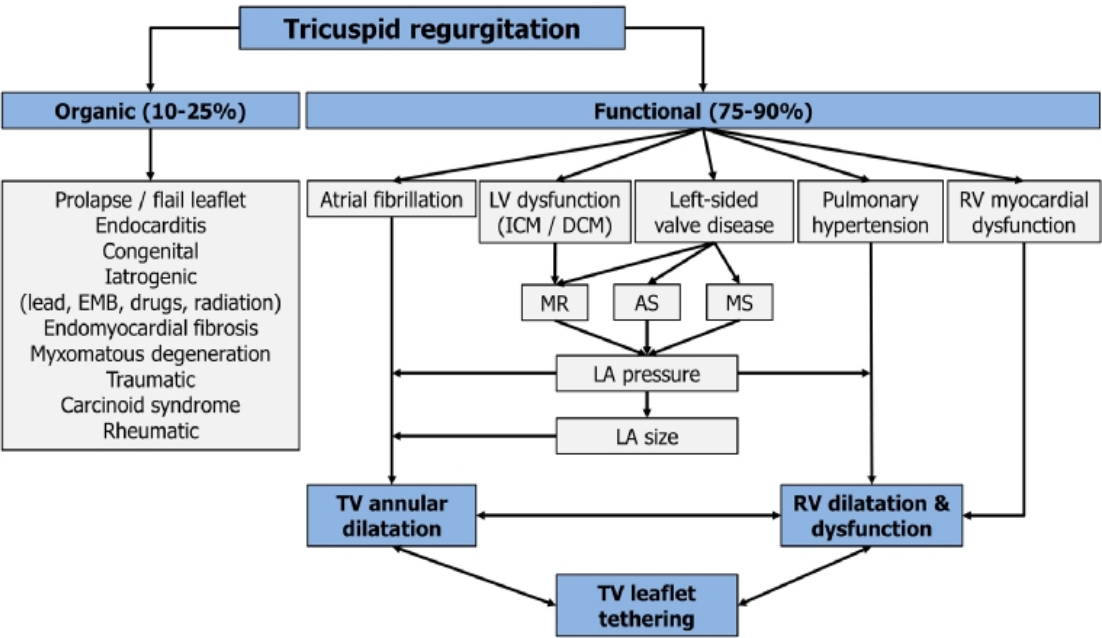 Tricuspid regurgitation
Organic (10-25%)
Functional (75-90%)
Prolapse / flail leaflet
Endocarditis
Congenital
Iatrogenic
(lead, EMB, drugs, radiation)
Endomyocardial fibrosis
Myxomatous degeneration
Traumatic
Carcinoid syndrome
Rheumatic
Atrial fibrillation
LV dysfunction
(ICM / DCM)
Left-sided
valve disease
Pulmonary
hypertension
RV myocardial
dysfunction
MR
AS
MS
LA pressure
LA size
TV annular
dilatation
RV dilatation &
dysfunction
TV leaflet
tethering